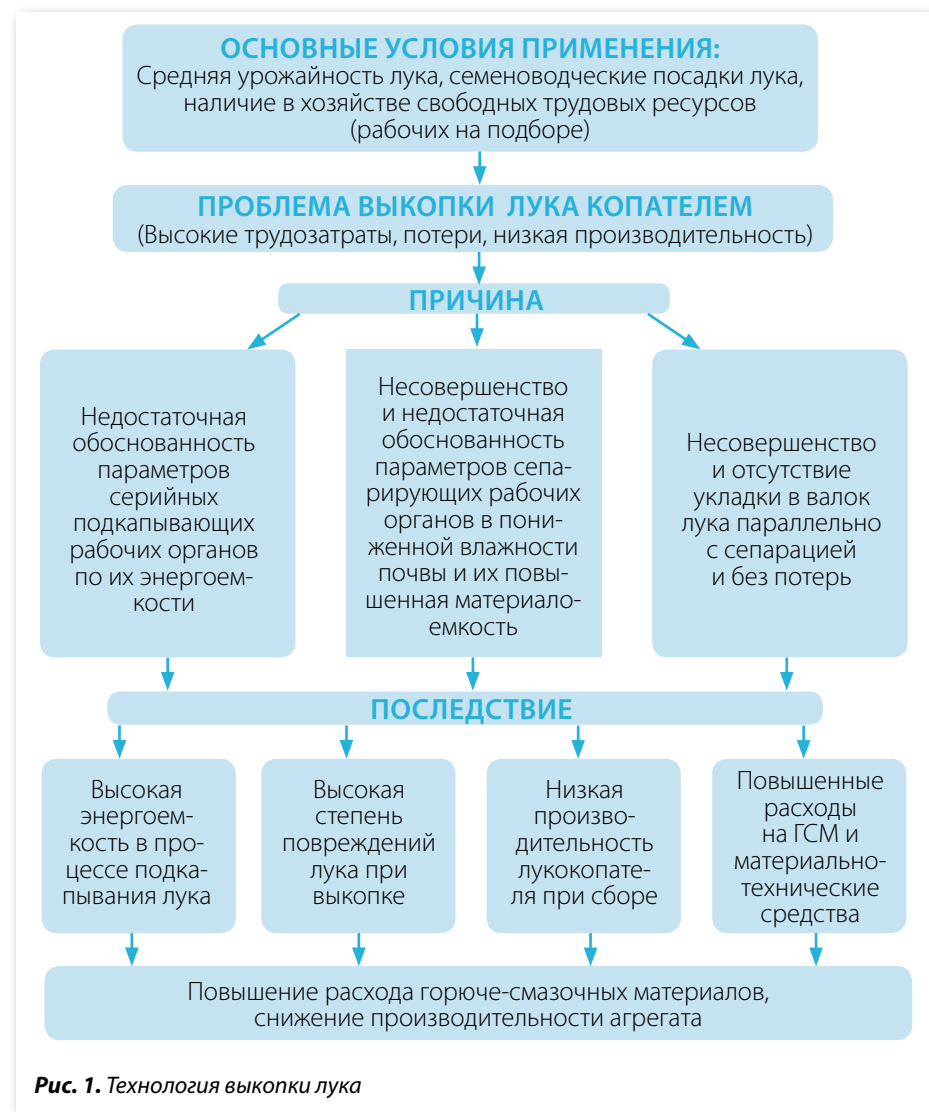 ОСНОВНЫЕ УСЛОВИЯ ПРИМЕНЕНИЯ:
Средняя урожайность лука, семеноводческие посадки лука,
наличие в хозяйстве свободных трудовых ресурсов
(рабочих на подборе)
ПРОБЛЕМА ВЫКОПКИ ЛУКА КОПАТЕЛЕМ
(Высокие трудозатраты, потери, низкая производительность)
ПРИЧИНА
Недостаточная
обоснованность
параметров
серийных
подкапывающих
рабочих органов
по их энергоем-
кости
Несовершенство
и недостаточная
обоснованность
параметров сепа-
рирующих рабочих
органов в пони-
женной влажности
почвы и их повы-
шенная материало-
емкость
Несовершенство
и отсутствие
укладки в валок
лука параллельно
с сепарацией
и без потерь
ПОСЛЕДСТВИЕ
Высокая
энергоем-
кость в про-
цессе подка-
пывания лука
Высокая
степень
повреждений
лука при
выкопке
Низкая
произво-
дительность
лукокопате-
ля при сборе
Повышенные
расходы
на ГСМ и
материально-
технические
средства
Повышение расхода горюче-смазочных материалов,
снижение производительности агрегата
Рис. 1. Технология выкопки лука